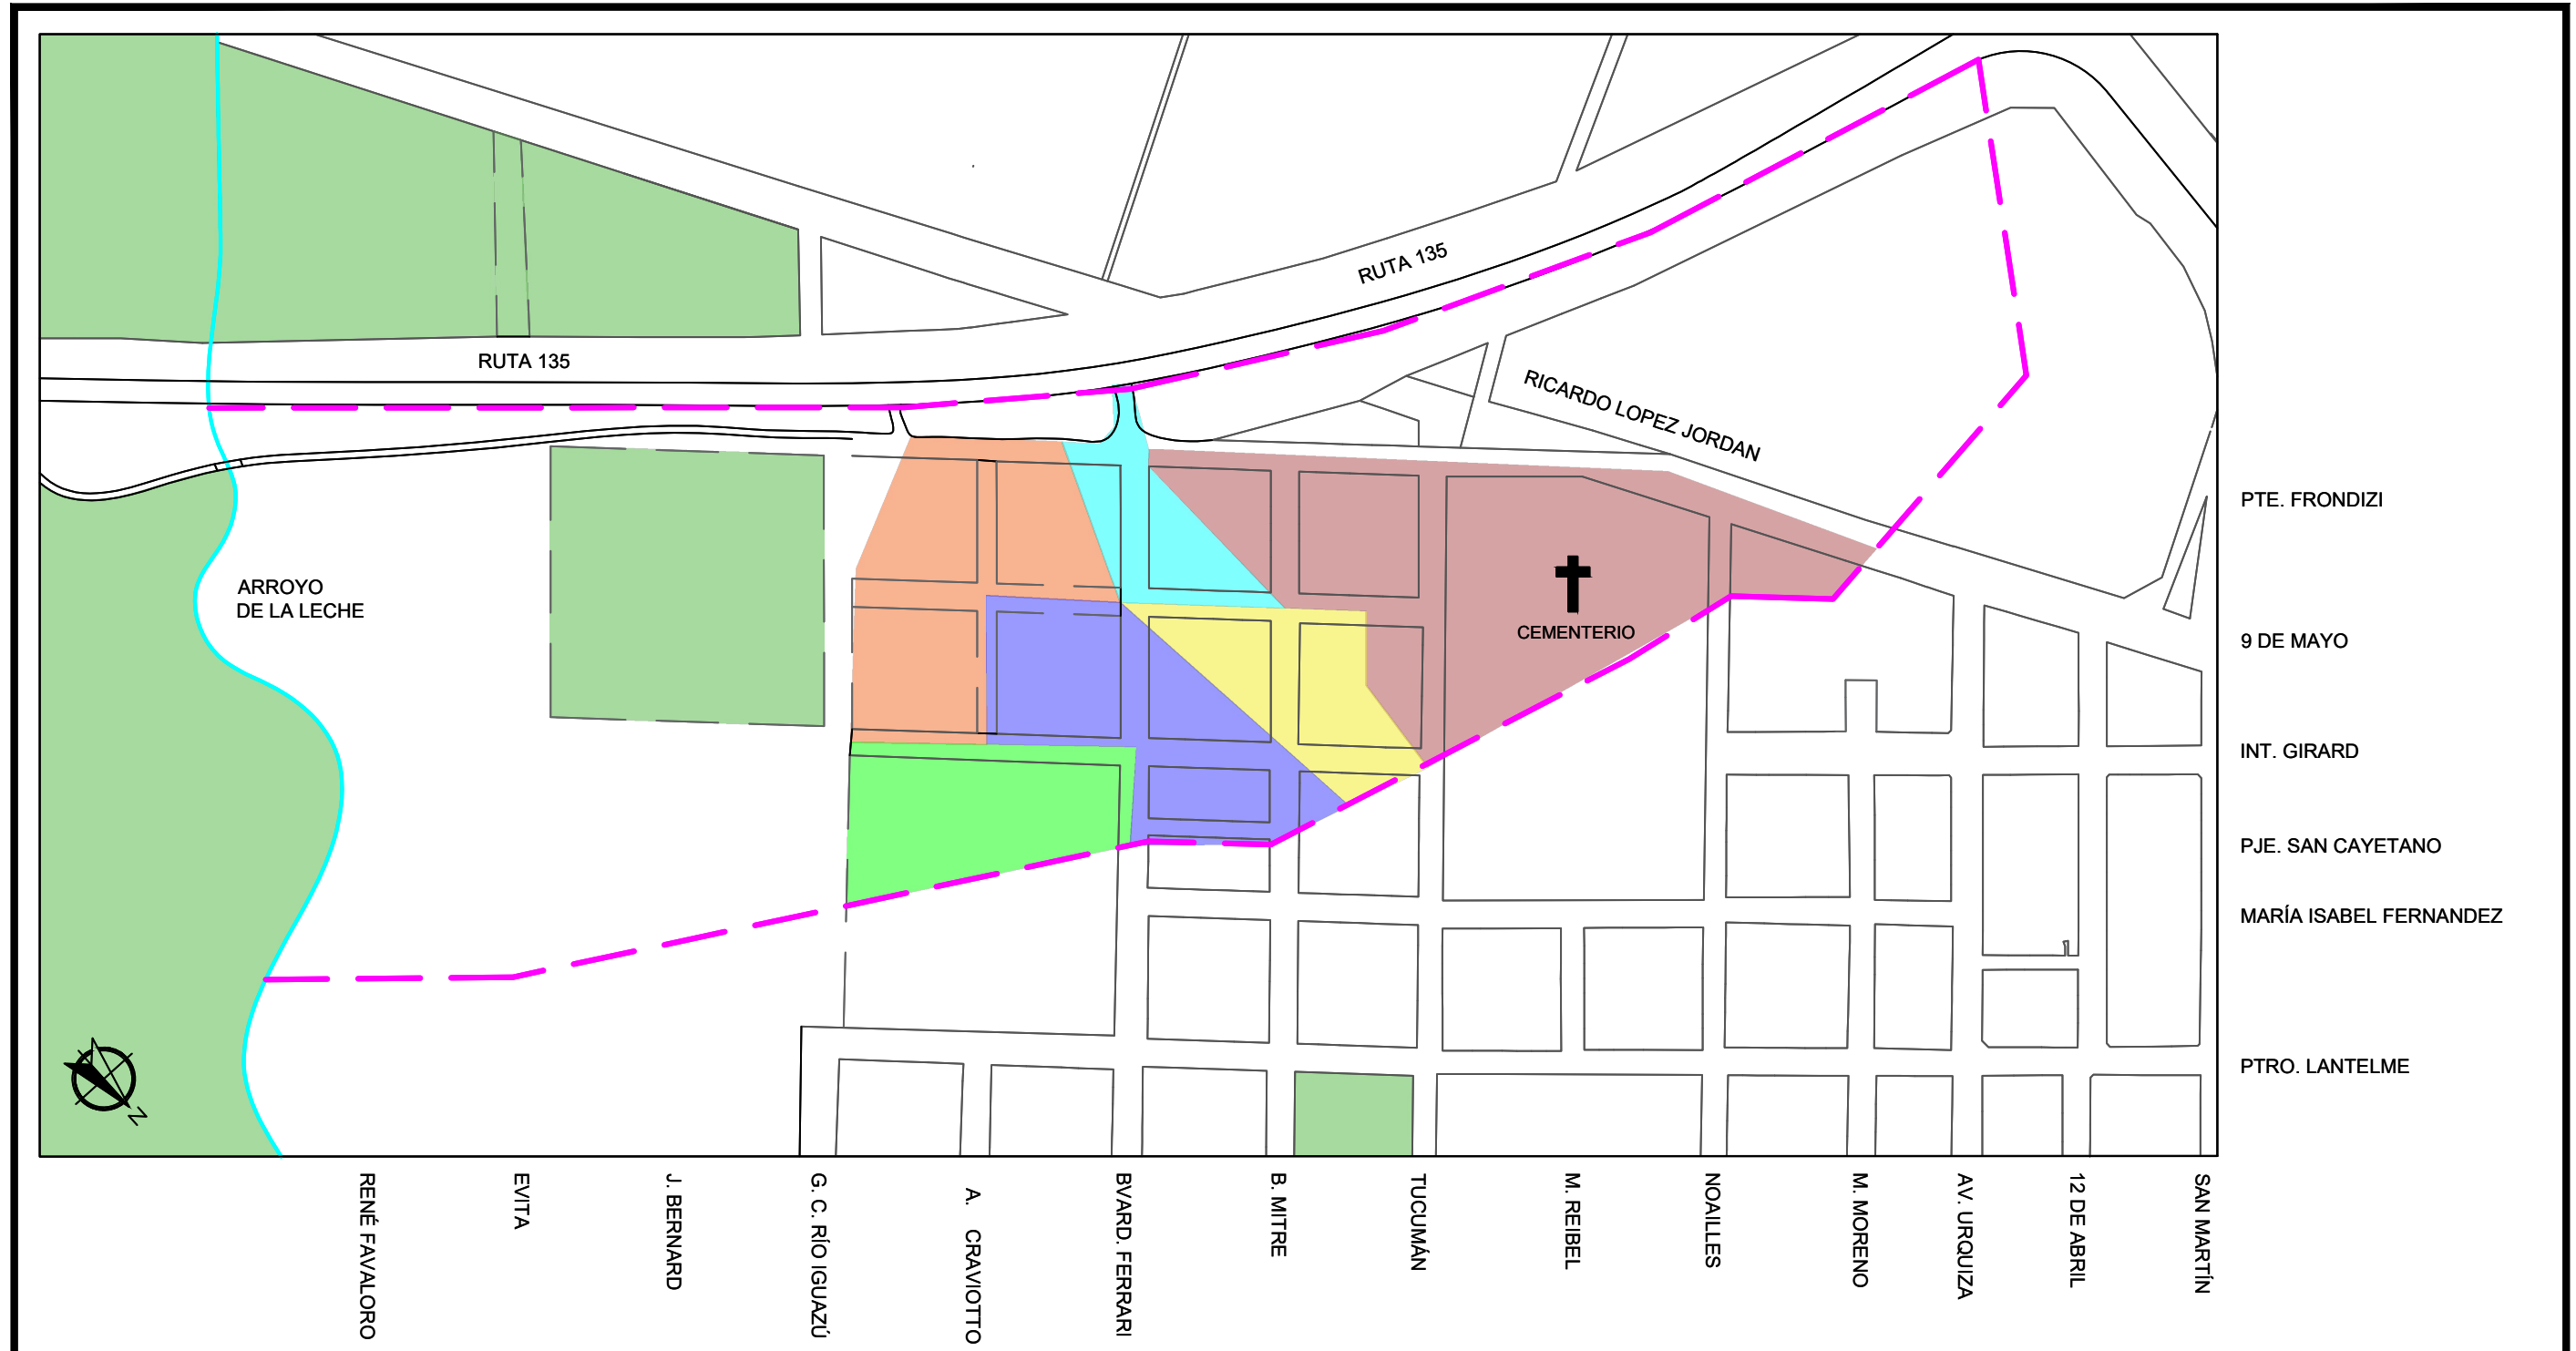 RUTA 135
RUTA 135
RICARDO LOPEZ JORDAN
ARROYO
DE LA LECHE
CEMENTERIO
PTE. FRONDIZI
9 DE MAYO
INT. GIRARD
PJE. SAN CAYETANO
MARÍA ISABEL FERNANDEZ
PTRO. LANTELME
N
RENÉ FAVALORO
EVITA
J. BERNARD
G. C. RÍO IGUAZÚ
A. CRAVIOTTO
BVARD. FERRARI
B. MITRE
TUCUMÁN
M. REIBEL
NOAILLES
M. MORENO
AV. URQUIZA
12 DE ABRIL
SAN MARTÍN